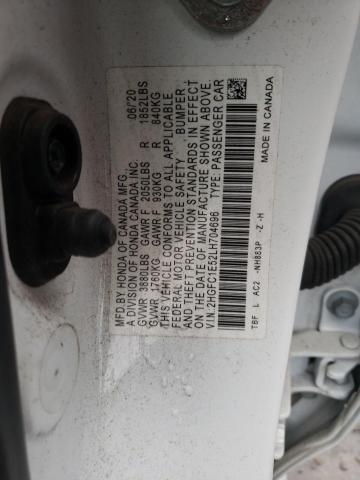 MFD. BY HONDA OF CANADA MFG. 06/20
A DIVISION OF HONDA CANADA INC.
GVWR 3880LBS GAWR F 2050LBS R 1852LBS
GVWR 1760KG GAWR F 930KG R 840KG
THIS VEHICLE CONFORMS TO ALL APPLICABLE
FEDERAL MOTOR VEHICLE SAFETY, BUMPER
AND THEFT PREVENTION STANDARDS IN EFFECT
ON THE DATE OF MANUFACTURE SHOWN ABOVE.
V.I.N. 2HGFC1E52LH704696 TYPE: PASSENGER CAR
TBF L AC2 -NH883P -Z -H
MADE IN CANADA